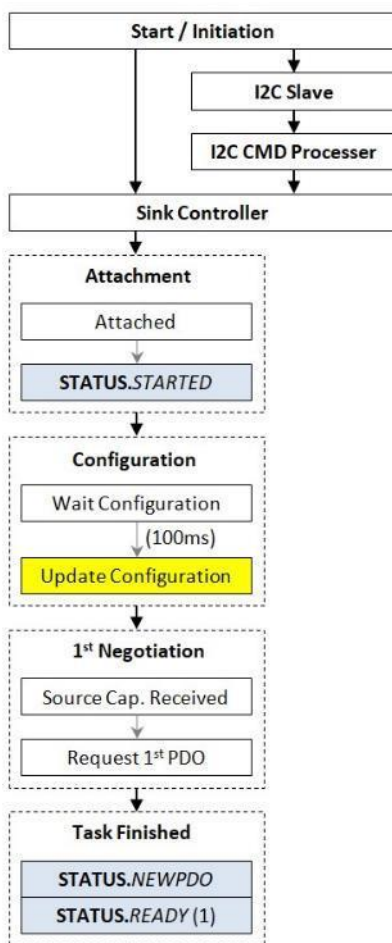 Start / Initiation
I2C Slave
I2C CMD Processer
Sink Controller
Attachment
Attached
STATUS.STARTED
Configuration
Wait Configuration
(100ms)
Update Configuration
1st Negotiation
Source Cap. Received
Request 1st PDO
Task Finished
STATUS.NEWPDO
STATUS.READY (1)